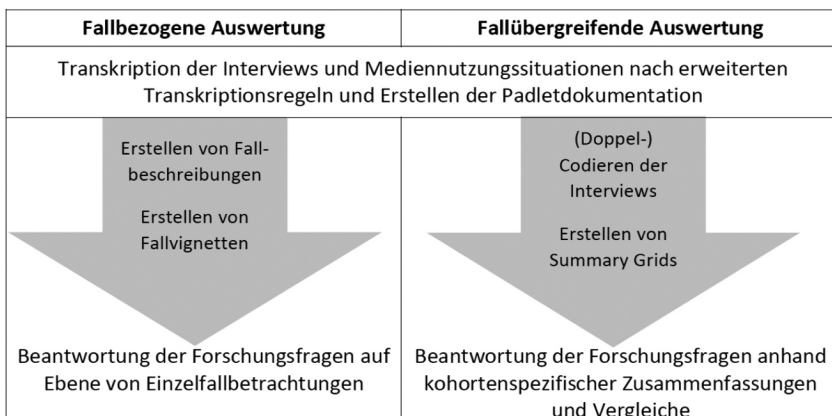 Fallbezogene Auswertung
Fallübergreifende Auswertung
Transkription der Interviews und Mediennutzungssituationen nach erweiterten
Transkriptionsregeln und Erstellen der Padletdokumentation
Erstellen von Fall-
beschreibungen
Erstellen von
Fallvignetten
(Doppel-)
Codieren der
Interviews
Erstellen von
Summary Grids
Beantwortung der Forschungsfragen auf
Ebene von Einzelfallbetrachtungen
Beantwortung der Forschungsfragen anhand
kohortenspezifischer Zusammenfassungen
und Vergleiche